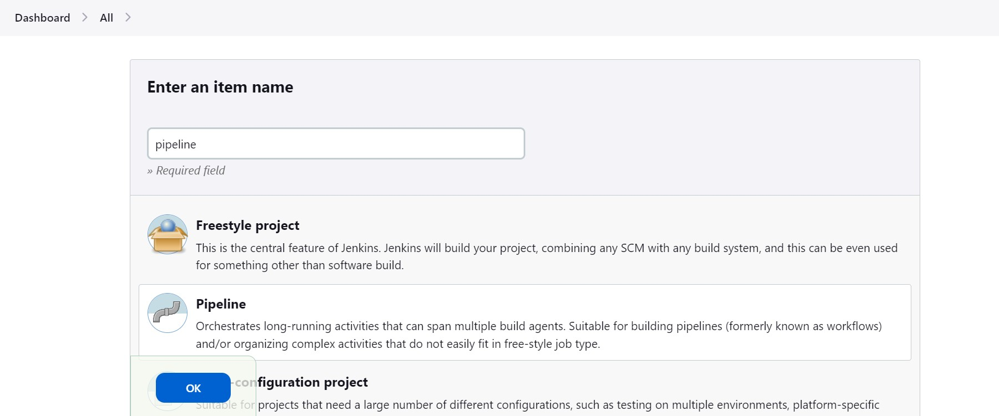 Dashboard
All
Enter an item name
pipeline
» Required field
Freestyle project
This is the central feature of Jenkins. Jenkins will build your project, combining any SCM with any build system, and this can be even used
for something other than software build.
Pipeline
Orchestrates long-running activities that can span multiple build agents. Suitable for building pipelines (formerly known as workflows)
and/or organizing complex activities that do not easily fit in free-style job type.
-configuration project
OK
Suitable for projects that need a large number of different configurations, such as testing on multiple environments, platform-specific